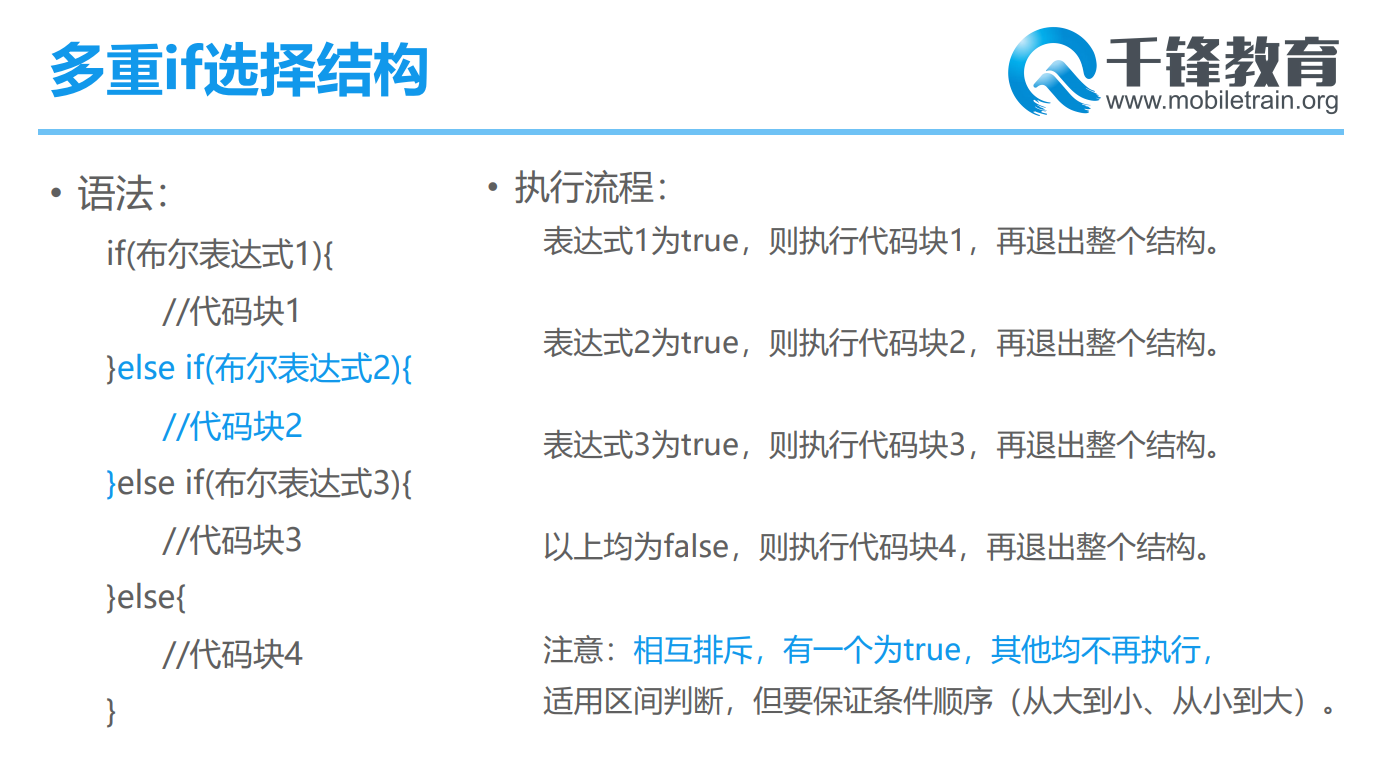 多重if选择结构
千锋教育
www.mobiletrain.org
• 语法：
if(布尔表达式1){
//代码块1
}else if(布尔表达式2){
//代码块2
}else if(布尔表达式3){
//代码块3
}else{
//代码块4
}
• 执行流程：
表达式1为true，则执行代码块1，再退出整个结构。
表达式2为true，则执行代码块2，再退出整个结构。
表达式3为true，则执行代码块3，再退出整个结构。
以上均为false，则执行代码块4，再退出整个结构。
注意：相互排斥，有一个为true，其他均不再执行，
适用区间判断，但要保证条件顺序（从大到小、从小到大）。